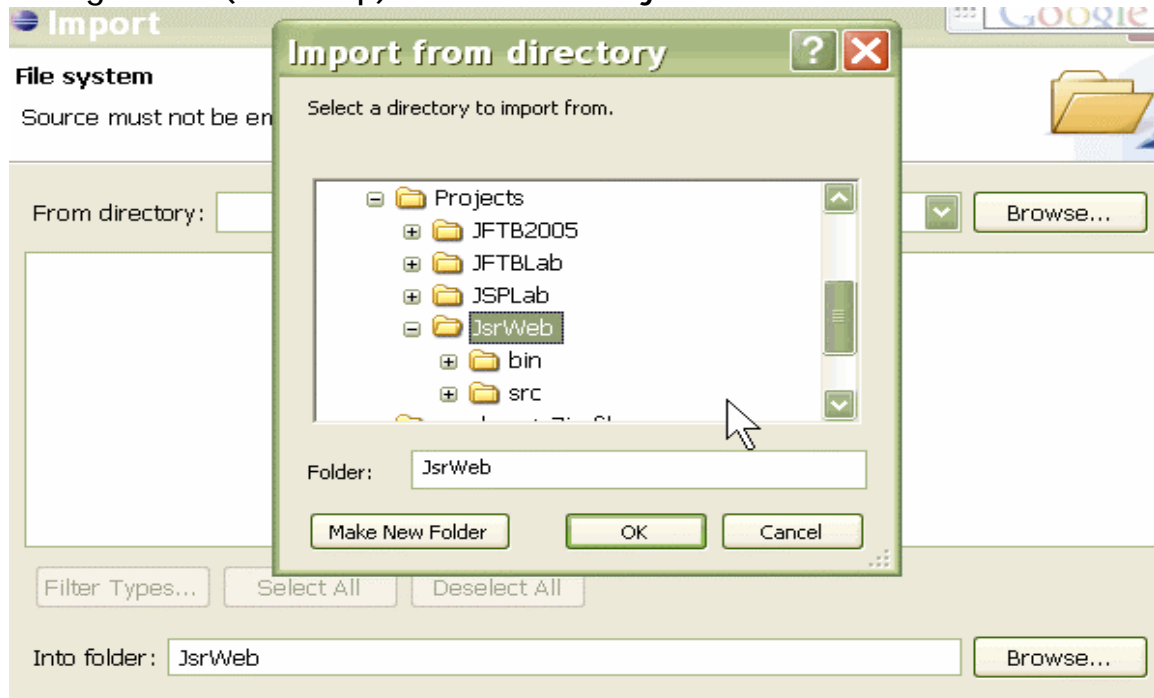 Import
Google
Import from directory
File system
Select a directory to import from.
Source must not be en
Projects
From directory:
Browse...
JFTB2005
JFTBLab
JSPLab
JsrWeb
bin
src
Folder: JsrWeb
Make New Folder OK Cancel
Filter Types... Select All Deselect All
Into folder: JsrWeb Browse...